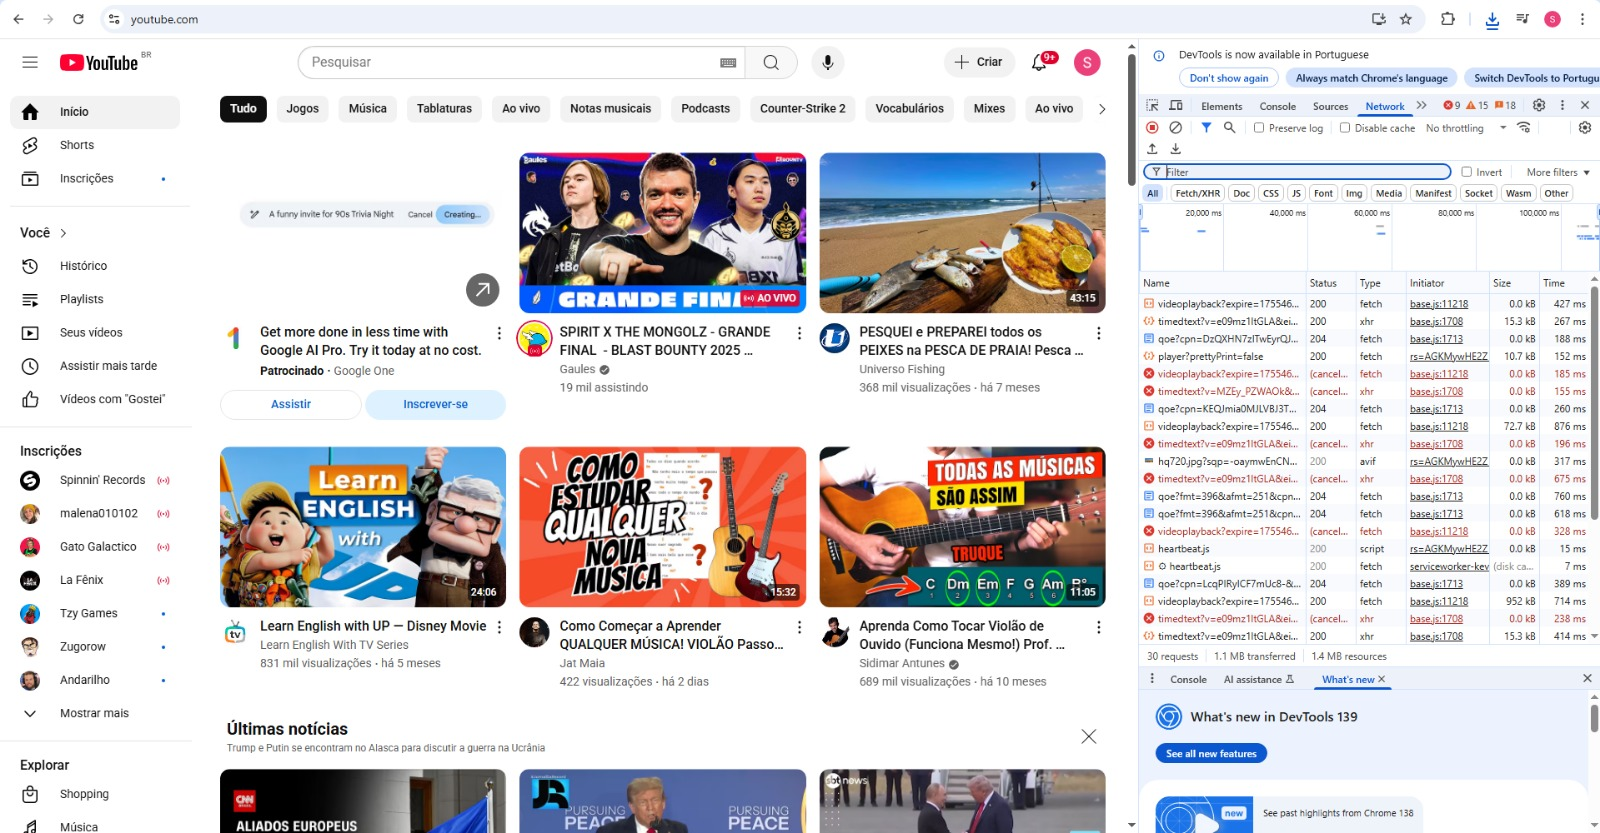 youtube.com
YouTube BR
Pesquisar
Criar
9+
S
Início
Shorts
Inscrições
Você
Histórico
Playlists
Seus vídeos
Assistir mais tarde
Vídeos com "Gostei"
Inscrições
Spinnin' Records
malena010102
Gato Galactico
La Fênix
Tzy Games
Zugorow
Andarilho
Mostrar mais
Explorar
Shopping
Música
Tudo
Jogos
Música
Tablaturas
Ao vivo
Notas musicais
Podcasts
Counter-Strike 2
Vocabulários
Mixes
Ao vivo
A funny invite for 90s Trivia Night Cancel Creating...
Get more done in less time with
Google AI Pro. Try it today at no cost.
Patrocinado · Google One
Assistir
Inscrever-se
Gaules
GRANDE FINA
AO VIVO
SPIRIT X THE MONGOLZ - GRANDE
FINAL - BLAST BOUNTY 2025 ...
Gaules
19 mil assistindo
43:15
PESQUEI e PREPAREI todos os
PEIXES na PESCA DE PRAIA! Pesca ...
Universo Fishing
368 mil visualizações · há 7 meses
Learn
ENGLISH
with
24:06
tv
Learn English with UP — Disney Movie
Learn English With TV Series
831 mil visualizações · há 5 meses
COMO
ESTUDAR
QUALQUER
NOVA
MÚSICA
15:32
Como Começar a Aprender
QUALQUER MÚSICA! VIOLÃO Passo...
Jat Maia
422 visualizações · há 2 dias
TODAS AS MÚSICAS
SÃO ASSIM
TRUQUE
C Dm Em F G Am B°
1 2 3 4 5 6
11:05
Aprenda Como Tocar Violão de
Ouvido (Funciona Mesmo!) Prof. ...
Sidimar Antunes
689 mil visualizações · há 10 meses
Últimas notícias
Trump e Putin se encontram no Alasca para discutir a guerra na Ucrânia
CNN
ALIADOS EUROPEUS
JR
PURSUING
PEACE
PURSUING
PEACE
news
DevTools is now available in Portuguese
Don't show again
Always match Chrome's language
Switch DevTools to Portugu
Elements Console Sources Network 9 15 18
Preserve log Disable cache No throttling
Filter Invert More filters
All Fetch/XHR Doc CSS JS Font Img Media Manifest Socket Wasm Other
20,000 ms 40,000 ms 60,000 ms 80,000 ms 100,000 ms
Name Status Type Initiator Size Time
videoplayback?expire=175546... 200 fetch base.js:11218 0.0 kB 427 ms
timedtext?v=e09mz1ltGLA&ei... 200 xhr base.js:1708 15.3 kB 267 ms
qoe?cpn=DzQXHN7zlTwEyrQJ... 204 fetch base.js:1713 0.0 kB 188 ms
player?prettyPrint=false 200 fetch rs=AGKMywHE2Z 10.7 kB 152 ms
videoplayback?expire=175546... (cancel... fetch base.js:11218 0.0 kB 185 ms
timedtext?v=MZEy_PZWAOk&... (cancel... xhr base.js:1708 0.0 kB 155 ms
qoe?cpn=KEQJmia0MJLVBJ3T... 204 fetch base.js:1713 0.0 kB 260 ms
videoplayback?expire=175546... 200 fetch base.js:11218 72.7 kB 876 ms
timedtext?v=e09mz1ltGLA&ei... (cancel... xhr base.js:1708 0.0 kB 196 ms
hq720.jpg?sqp=-oaymwEnCN... 200 avif rs=AGKMywHE2Z 0.0 kB 317 ms
timedtext?v=e09mz1ltGLA&ei... (cancel... xhr base.js:1708 0.0 kB 675 ms
qoe?fmt=396&afmt=251&cpn... 204 fetch base.js:1713 0.0 kB 760 ms
qoe?fmt=396&afmt=251&cpn... 204 fetch base.js:1713 0.0 kB 618 ms
videoplayback?expire=175546... (cancel... fetch base.js:11218 0.0 kB 328 ms
heartbeat.js 200 script rs=AGKMywHE2Z 0.0 kB 15 ms
heartbeat.js 200 fetch serviceworker-kev (disk ca... 7 ms
qoe?cpn=LcqPIRyICF7mUc8-&... 204 fetch base.js:1713 0.0 kB 389 ms
videoplayback?expire=175546... 200 fetch base.js:11218 952 kB 714 ms
timedtext?v=e09mz1ltGLA&ei... (cancel... xhr base.js:1708 0.0 kB 238 ms
timedtext?v=e09mz1ltGLA&ei... 200 xhr base.js:1708 15.3 kB 414 ms
30 requests 1.1 MB transferred 1.4 MB resources
Console AI assistance What's new
What's new in DevTools 139
See all new features
new
See past highlights from Chrome 138